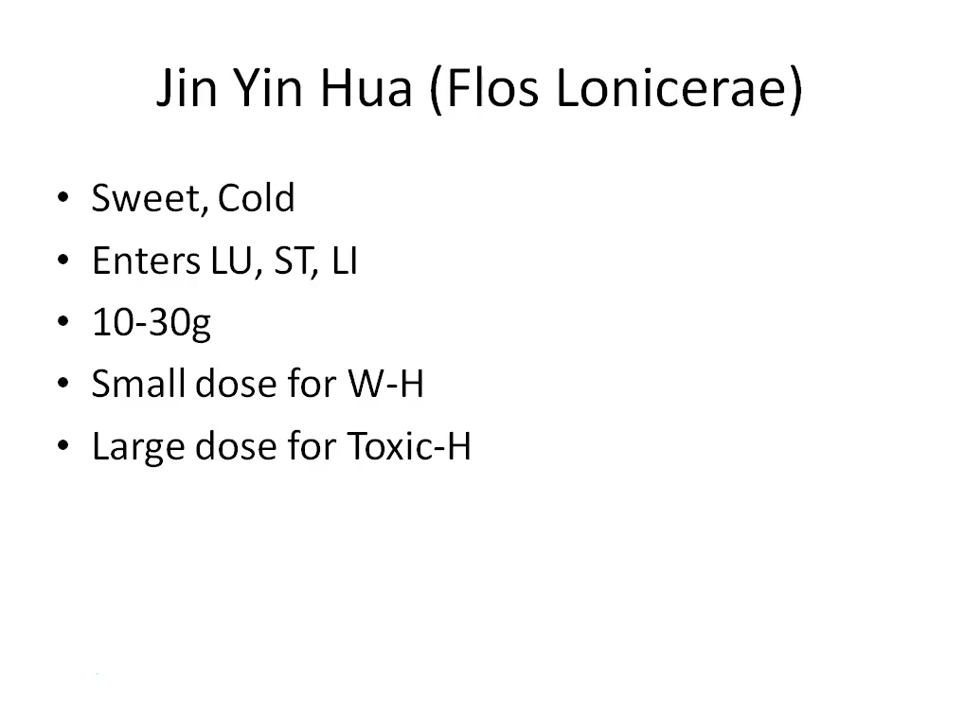 Jin Yin Hua (Flos Lonicerae)
• Sweet, Cold
• Enters LU, ST, LI
• 10-30g
• Small dose for W-H
• Large dose for Toxic-H